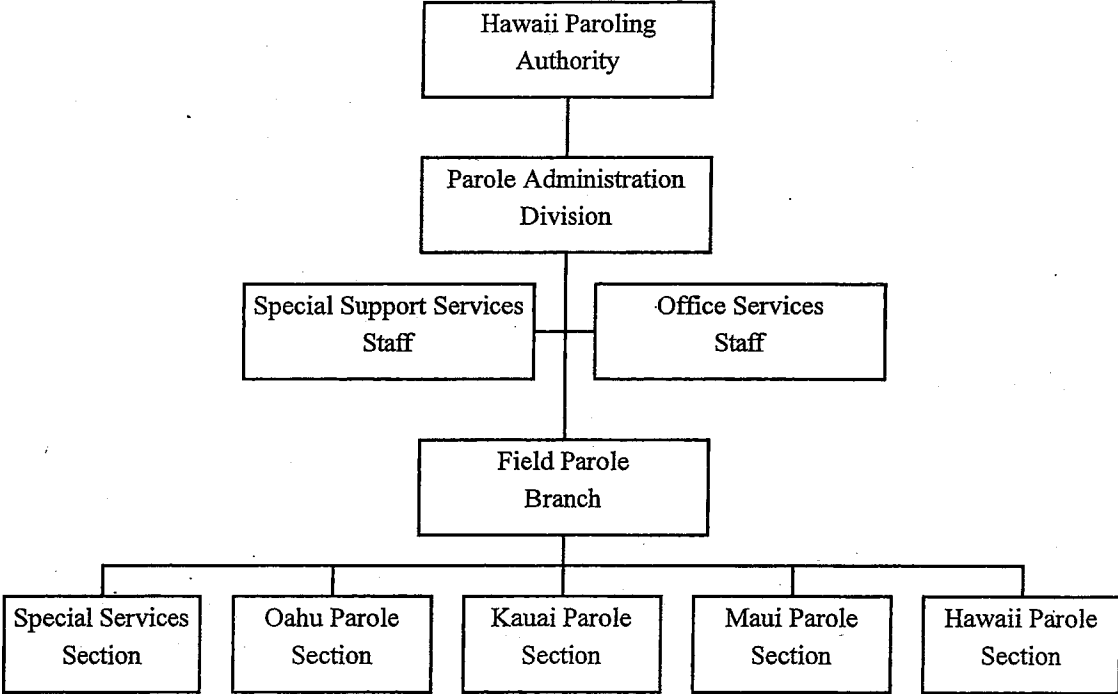 Hawaii Paroling
Authority
Parole Administration
Division
Special Support Services
Staff
Office Services
Staff
Field Parole
Branch
Special Services
Section
Oahu Parole
Section
Kauai Parole
Section
Maui Parole
Section
Hawaii Parole
Section